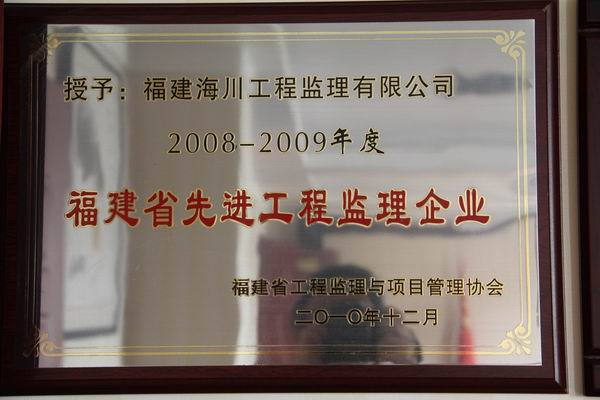 授予：福建海川工程监理有限公司
2008-2009年度
福建省先进工程监理企业
福建省工程监理与项目管理协会
二〇一〇年十二月